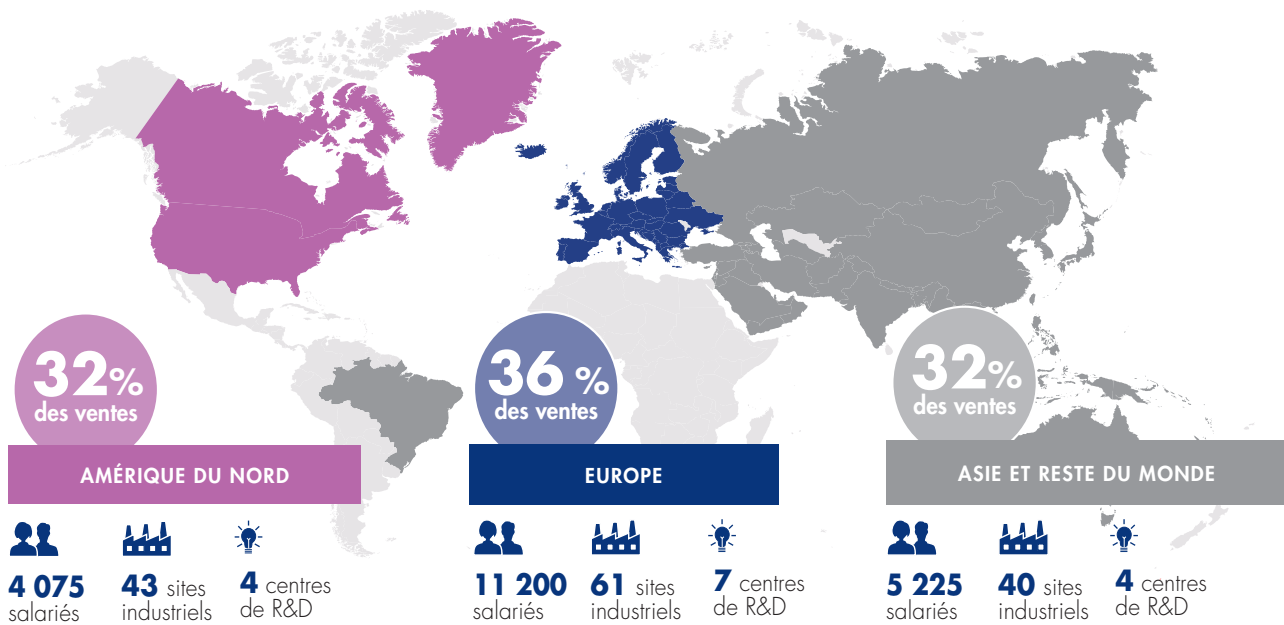 32%
des ventes
AMÉRIQUE DU NORD
4 075
salariés
43 sites
industriels
4 centres
de R&D
36 %
des ventes
EUROPE
11 200
salariés
61 sites
industriels
7 centres
de R&D
32%
des ventes
ASIE ET RESTE DU MONDE
5 225
salariés
40 sites
industriels
4 centres
de R&D